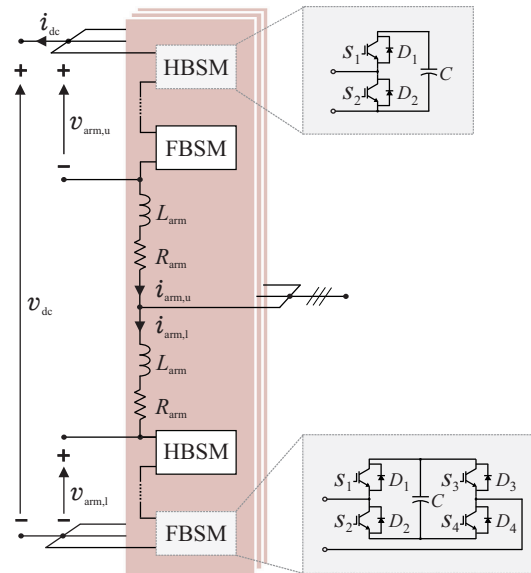 i_dc
HBSM
S_1 D_1
C
S_2 D_2
+ +
v_arm,u
FBSM
−
L_arm
R_arm
i_arm,u
v_dc
i_arm,l
L_arm
R_arm
HBSM
+
v_arm,l
− −
FBSM
S_1 D_1 S_3 D_3
C
S_2 D_2 S_4 D_4